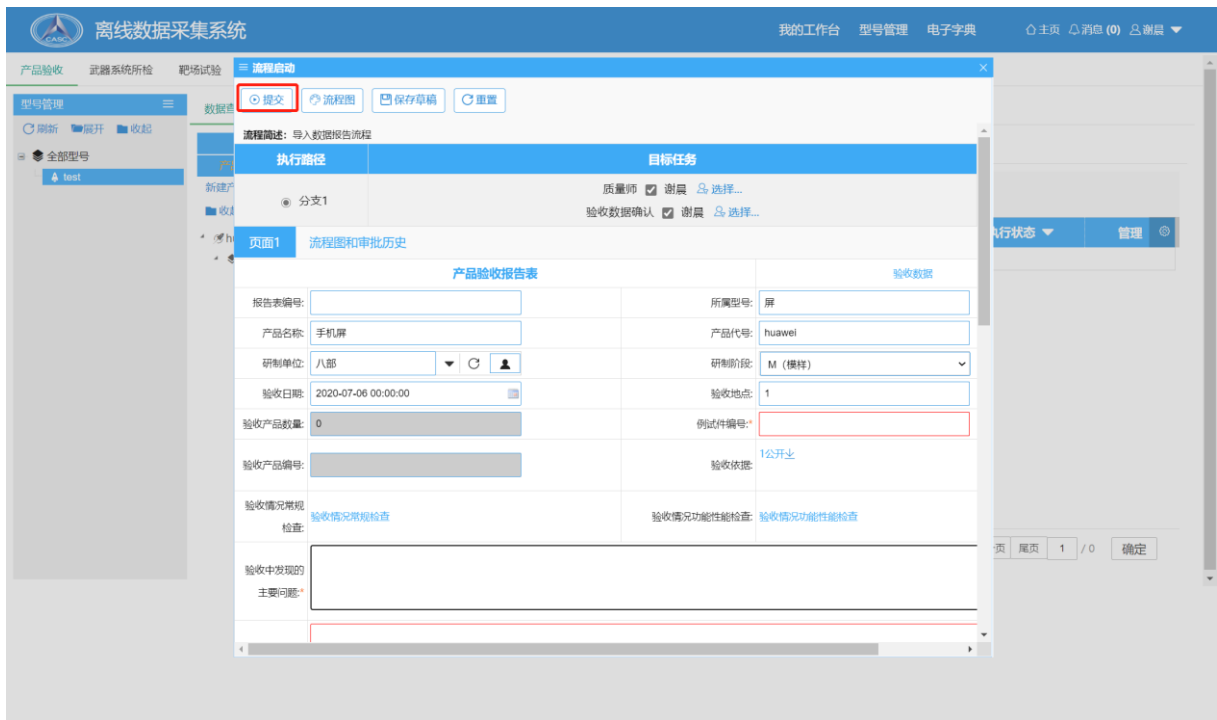 CASC 离线数据采集系统 我的工作台 型号管理 电子字典 主页 消息 (0) 谢晨
产品验收 武器系统所检 靶场试验
流程启动
型号管理
刷新 展开 收起
全部型号
test
数据查
提交 流程图 保存草稿 重置
流程简述: 导入数据报告流程
执行路径 目标任务
新建产
收起
分支1
质量师 谢晨 选择...
验收数据确认 谢晨 选择...
页面1 流程图和审批历史
执行状态 管理
产品验收报告表 验收数据
报告表编号: 所属型号: 屏
产品名称: 手机屏 产品代号: huawei
研制单位: 八部 研制阶段: M（模样）
验收日期: 2020-07-06 00:00:00 验收地点: 1
验收产品数量: 0 例试件编号:*
验收产品编号: 验收依据: 1公开
验收情况常规
检查: 验收情况常规检查 验收情况功能性能检查: 验收情况功能性能检查
页 尾页 1 / 0 确定
验收中发现的
主要问题:*